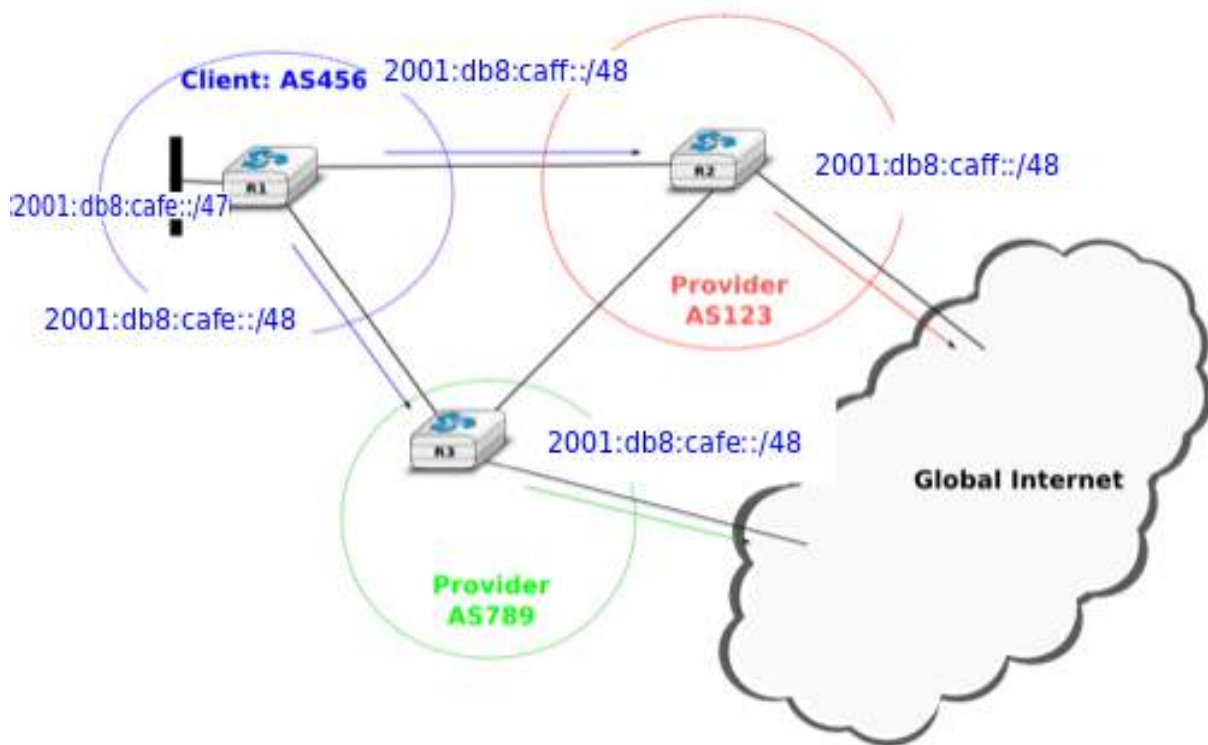 Client: AS456
2001:db8:caff::/48
R1
R2
2001:db8:caff::/48
2001:db8:cafe::/47
Provider
AS123
2001:db8:cafe::/48
R3
2001:db8:cafe::/48
Global Internet
Provider
AS789